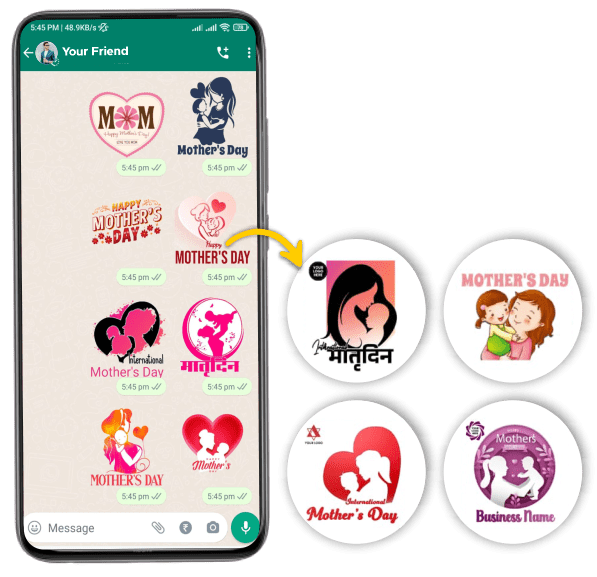 5:45 PM | 48.9KB/s
Your Friend
MOM
Happy Mother's Day!
LOVE YOU MOM
5:45 pm
Mother's Day
5:45 pm
HAPPY
MOTHER'S
DAY
5:45 pm
Happy
MOTHER'S DAY
5:45 pm
International
Mother's Day
5:45 pm
मातृदिन
5:45 pm
MOTHER'S DAY
5:45 pm
HAPPY
Mother's
DAY
5:45 pm
Message
YOUR
LOGO
HERE
International
मातृदिन
MOTHER'S DAY
YOUR LOGO
International
Mother's Day
HAPPY
Mothers
Business Name